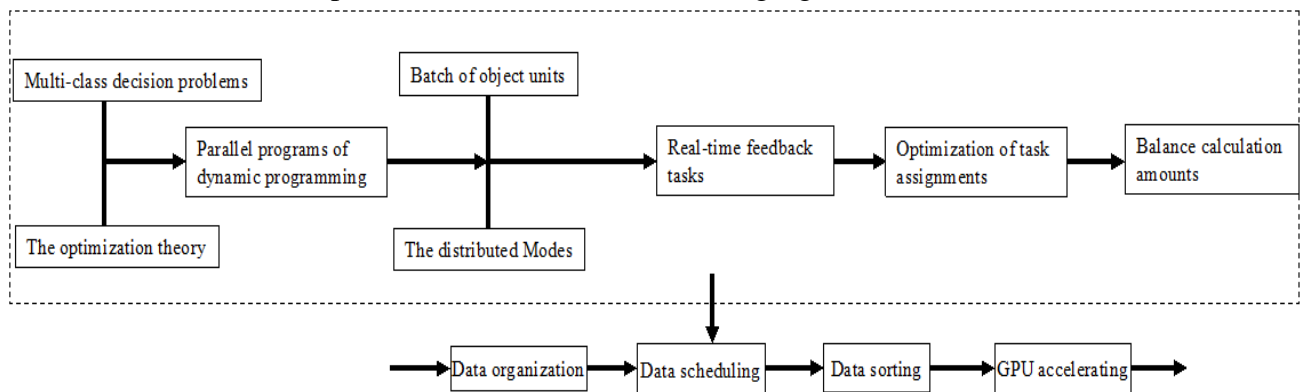 Multi-class decision problems
Batch of object units
Parallel programs of
dynamic programming
Real-time feedback
tasks
Optimization of task
assignments
Balance calculation
amounts
The optimization theory
The distributed Modes
Data organization
Data scheduling
Data sorting
GPU accelerating